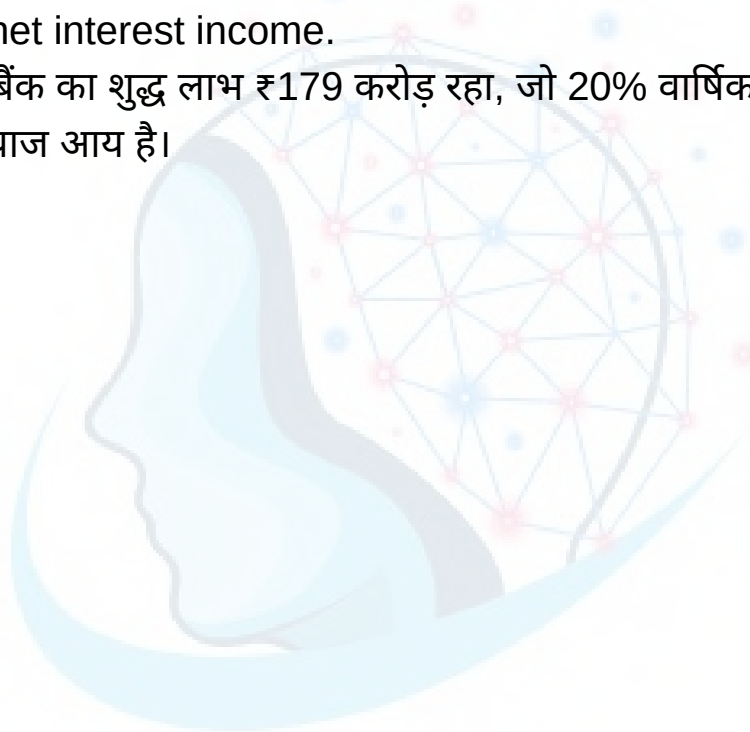 net interest income.
बैंक का शुद्ध लाभ ₹179 करोड़ रहा, जो 20% वार्षिक
आय है।